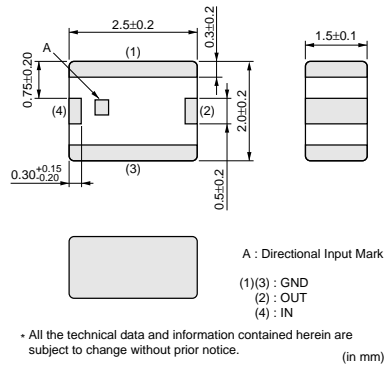 2.5±0.2
(1)
0.3±0.2
1.5±0.1
A
0.75±0.20
(4)
(2)
2.0±0.2
(3)
0.30+0.15-0.20
0.5±0.2
A : Directional Input Mark
(1)(3) : GND
(2) : OUT
(4) : IN
* All the technical data and information contained herein are
subject to change without prior notice.
(in mm)